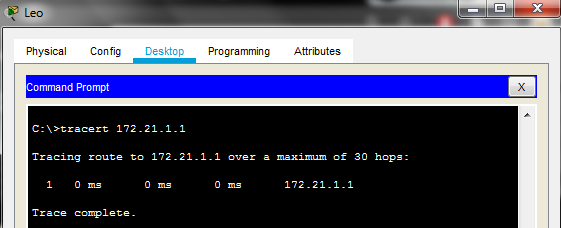 Leo
Physical Config Desktop Programming Attributes
Command Prompt X
C:\>tracert 172.21.1.1
Tracing route to 172.21.1.1 over a maximum of 30 hops:
1 0 ms 0 ms 0 ms 172.21.1.1
Trace complete.